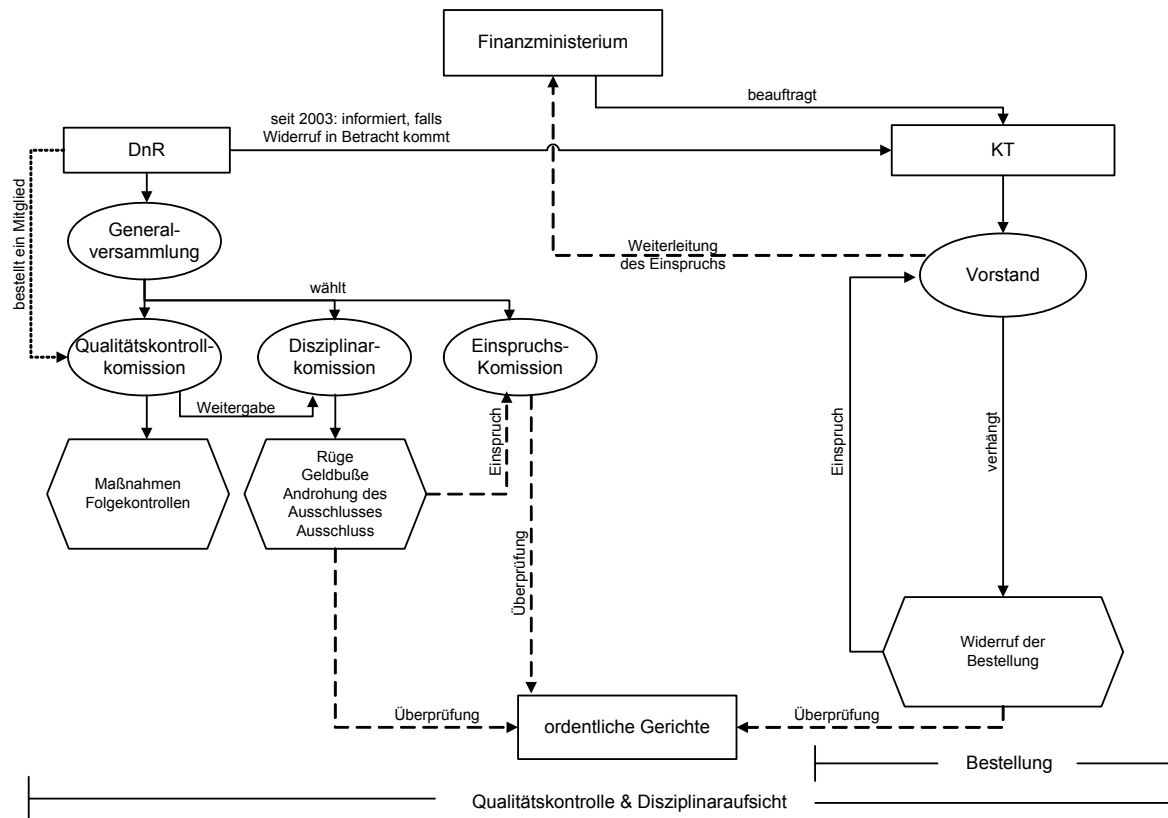 Finanzministerium
beauftragt
seit 2003: informiert, falls
Widerruf in Betracht kommt
DnR
KT
bestellt ein Mitglied
General-
versammlung
Weiterleitung
des Einspruchs
Vorstand
wählt
Qualitätskontroll-
komission
Disziplinar-
komission
Einspruchs-
Komission
Weitergabe
Einspruch
Einspruch
verhängt
Maßnahmen
Folgekontrollen
Rüge
Geldbuße
Androhung des
Ausschlusses
Ausschluss
Überprüfung
Widerruf der
Bestellung
Überprüfung
ordentliche Gerichte
Überprüfung
Bestellung
Qualitätskontrolle & Disziplinaraufsicht